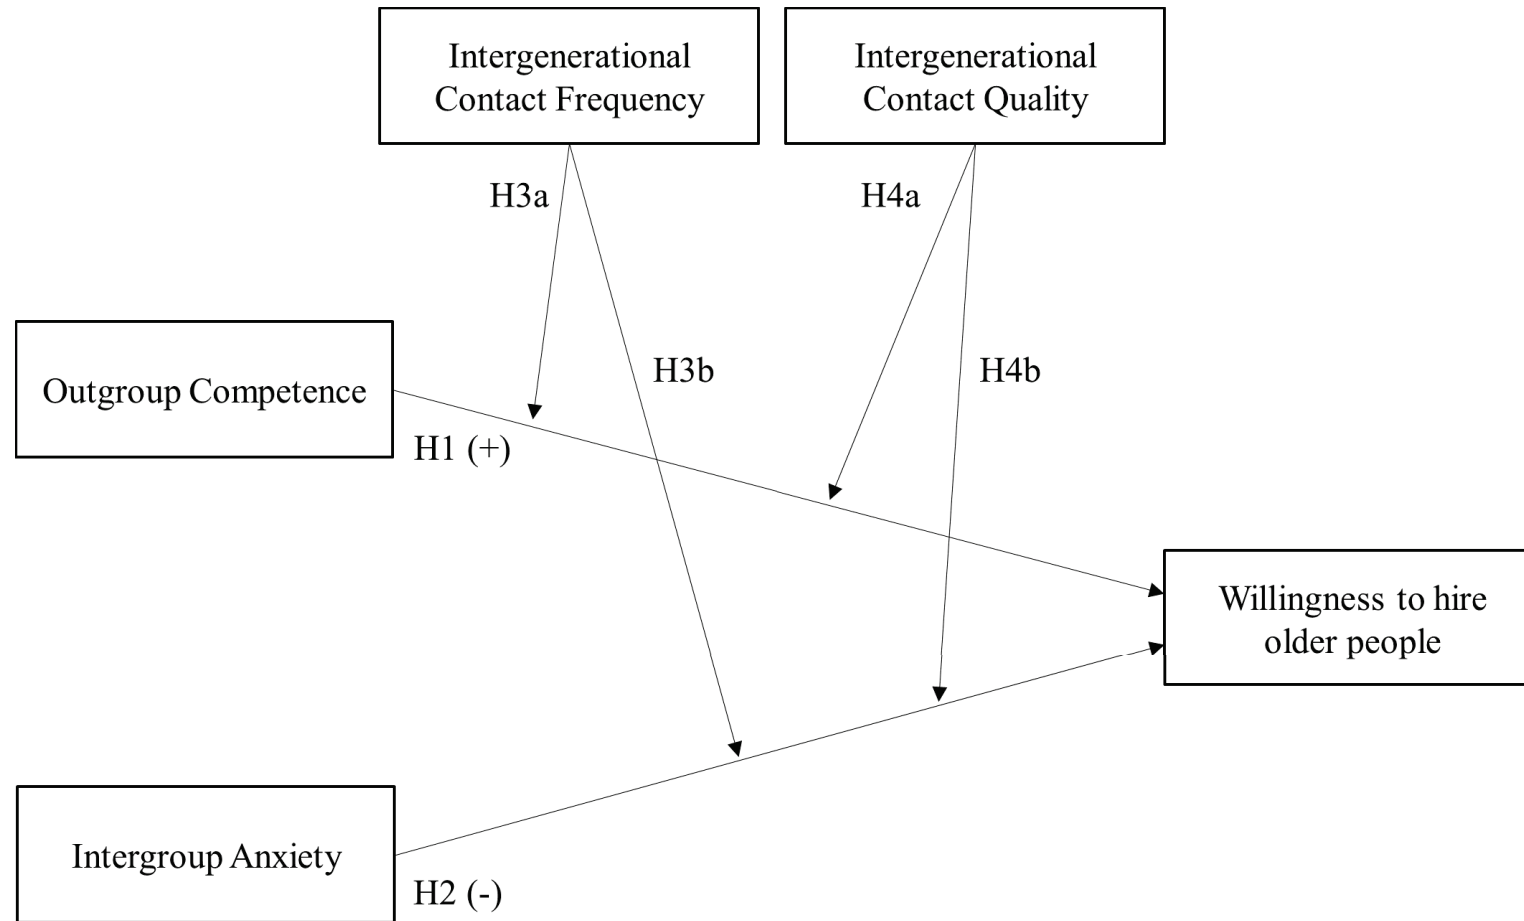 Intergenerational
Contact Frequency
Intergenerational
Contact Quality
H3a
H4a
H3b
H4b
Outgroup Competence
H1 (+)
Willingness to hire
older people
Intergroup Anxiety
H2 (-)